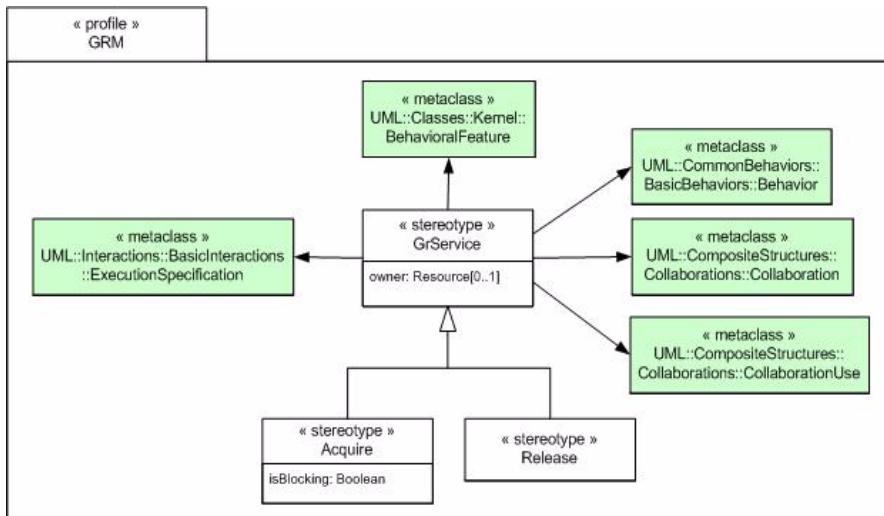 « profile »
GRM
« metaclass »
UML::Classes::Kernel::
BehavioralFeature
« metaclass »
UML::CommonBehaviors::
BasicBehaviors::Behavior
« metaclass »
UML::Interactions::BasicInteractions
::ExecutionSpecification
« stereotype »
GrService
owner: Resource[0..1]
« metaclass »
UML::CompositeStructures::
Collaborations::Collaboration
« metaclass »
UML::CompositeStructures::
Collaborations::CollaborationUse
« stereotype »
Acquire
isBlocking: Boolean
« stereotype »
Release